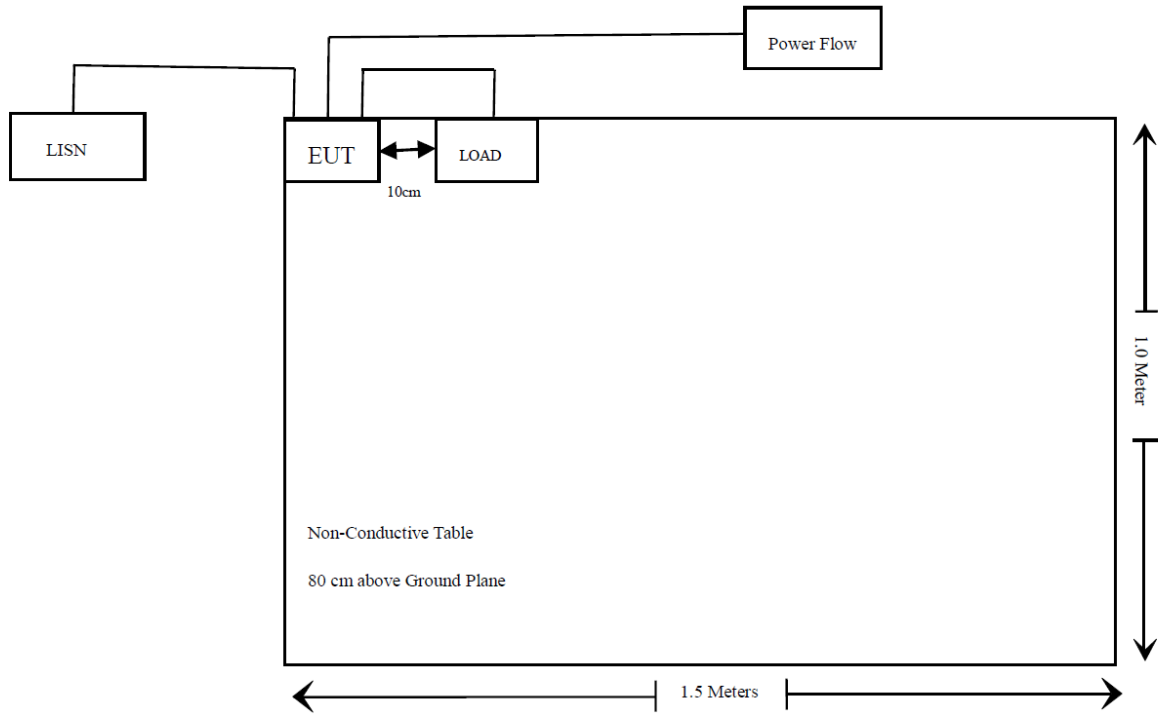 Power Flow
LISN
EUT
LOAD
10cm
1.0 Meter
Non-Conductive Table
80 cm above Ground Plane
1.5 Meters